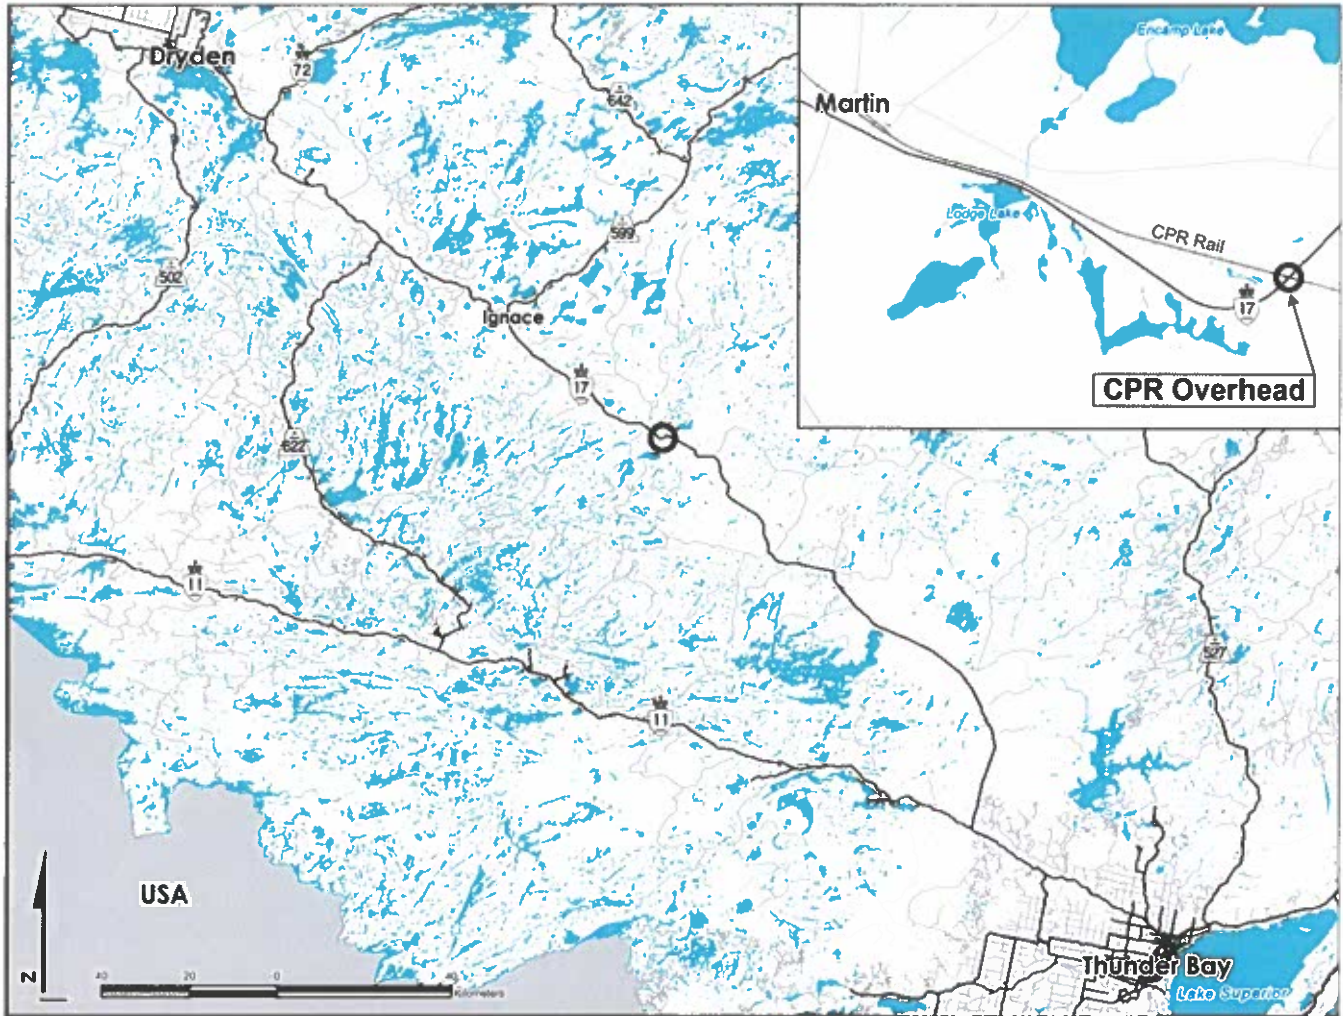 Dryden
72
642
599
502
Ignace
17
622
11
11
527
USA
N
40
20
0
40
Kilometers
Thunder Bay
Lake Superior
Encamp Lake
Martin
Lodge Lake
CPR Rail
17
CPR Overhead